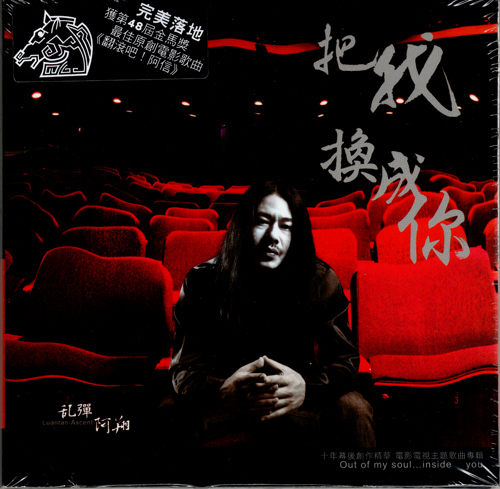 完美落地
獲第48屆金馬獎
最佳原創電影歌曲
《翻滾吧！阿信》
把我
換成你
亂彈
Luantan Ascent
阿翔
十年幕後創作精華 電影電視主題歌曲專輯
Out of my soul...inside you